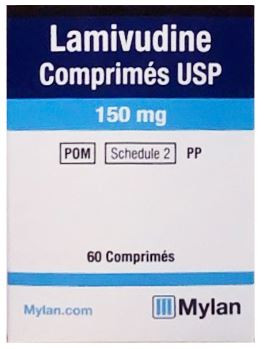 Lamivudine
Comprimés USP
150 mg
POM Schedule 2 PP
60 Comprimés
Mylan.com Mylan